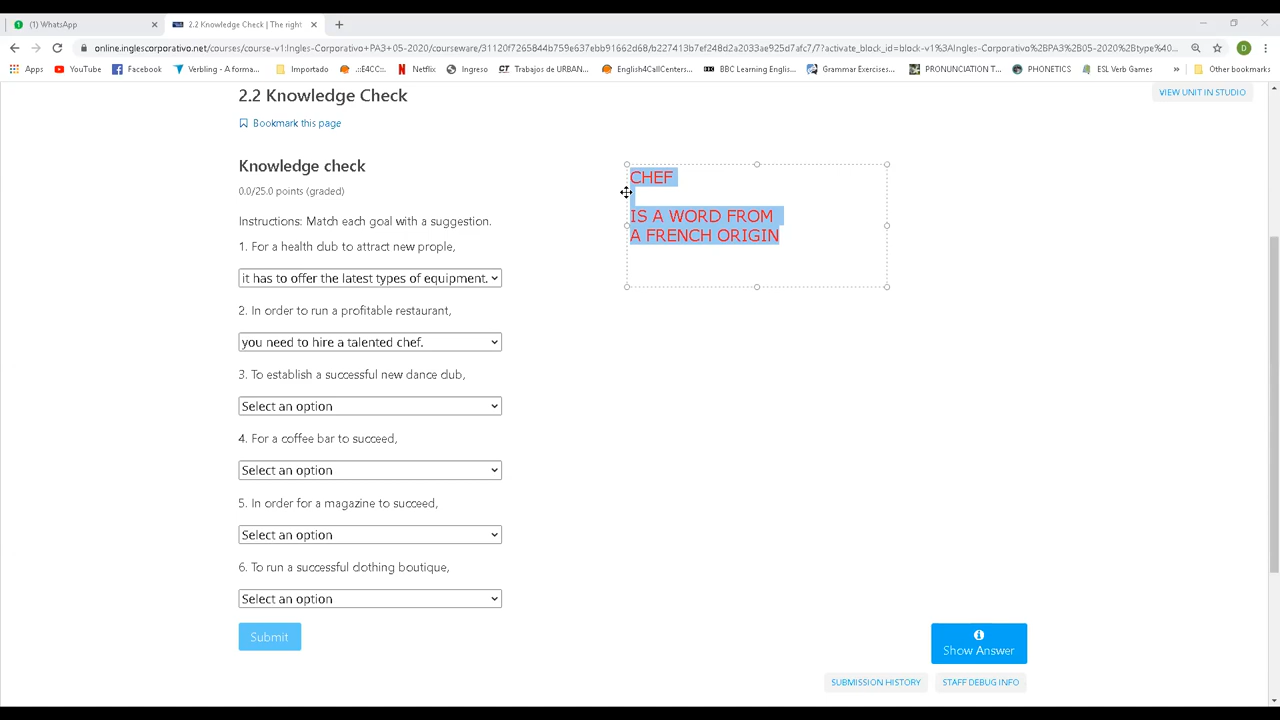 (1) WhatsApp
2.2 Knowledge Check | The right
online.inglescorporativo.net/courses/course-v1:Ingles-Corporativo+PA3+05-2020/courseware/31120f7265844b759e637ebb91662d68/b227413b7ef248d2a2033ae925d7afc7/7?activate_block_id=block-v1%3AIngles-Corporativo%2BPA3%2B05-2020%2Btype%40...
D
Apps YouTube Facebook Verbling - A forma... Importado .::E4CC::. Netflix Ingreso Trabajos de URBAN... English4CallCenters... BBC Learning Englis... Grammar Exercises... PRONUNCIATION T... PHONETICS ESL Verb Games » Other bookmarks
2.2 Knowledge Check
VIEW UNIT IN STUDIO
Bookmark this page
Knowledge check
0.0/25.0 points (graded)
Instructions: Match each goal with a suggestion.
1. For a health club to attract new prople,
it has to offer the latest types of equipment.
2. In order to run a profitable restaurant,
you need to hire a talented chef.
3. To establish a successful new dance club,
Select an option
4. For a coffee bar to succeed,
Select an option
5. In order for a magazine to succeed,
Select an option
6. To run a successful clothing boutique,
Select an option
Submit
CHEF
IS A WORD FROM
A FRENCH ORIGIN
Show Answer
SUBMISSION HISTORY
STAFF DEBUG INFO